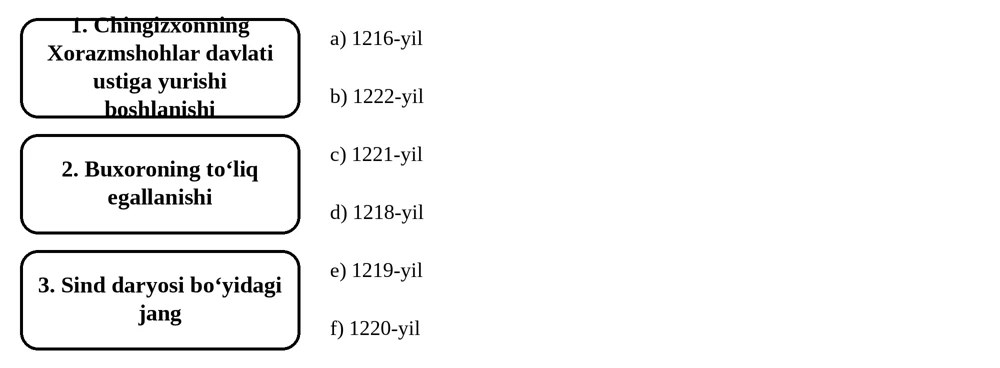 1. Chingizxonning
Xorazmshohlar davlati
ustiga yurishi
boshlanishi
2. Buxoroning to‘liq
egallanishi
3. Sind daryosi bo‘yidagi
jang
a) 1216-yil
b) 1222-yil
c) 1221-yil
d) 1218-yil
e) 1219-yil
f) 1220-yil